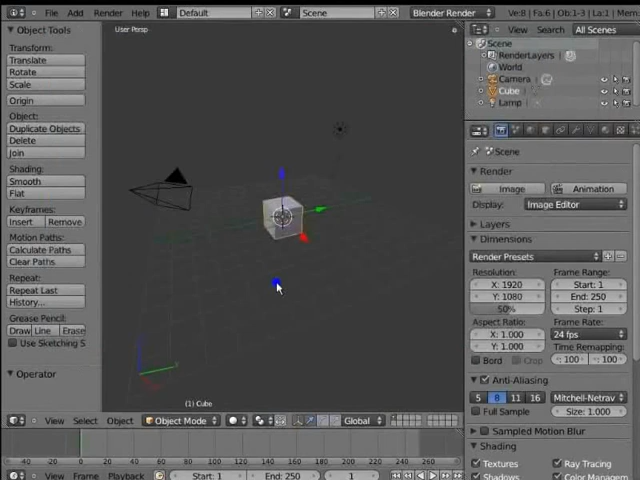 File Add Render Help Default Scene Blender Render Ve:8 | Fa:6 | Ob:1-3 | La:1 | Mem
Object Tools
Transform:
Translate
Rotate
Scale
Origin
Object:
Duplicate Objects
Delete
Join
Shading:
Smooth
Flat
Keyframes:
Insert Remove
Motion Paths:
Calculate Paths
Clear Paths
Repeat:
Repeat Last
History...
Grease Pencil:
Draw Line Erase
Use Sketching S
Operator
User Persp
(1) Cube
View Select Object Object Mode Global
View Search All Scenes
Scene
RenderLayers
World
Camera
Cube
Lamp
Scene
Render
Image Animation
Display: Image Editor
Layers
Dimensions
Render Presets
Resolution: Frame Range:
X: 1920 Start: 1
Y: 1080 End: 250
50% Step: 1
Aspect Ratio: Frame Rate:
X: 1.000 24 fps
Y: 1.000 Time Remapping:
Bord Crop : 100 : 100
Anti-Aliasing
5 8 11 16 Mitchell-Netrav
Full Sample Size: 1.000
Sampled Motion Blur
Shading
Textures Ray Tracing
Shadows Color Manageme
-40 -20 0 20 40 60 80 100 120 140 160 180 200 220 240 260
View Frame Playback Start: 1 End: 250 1